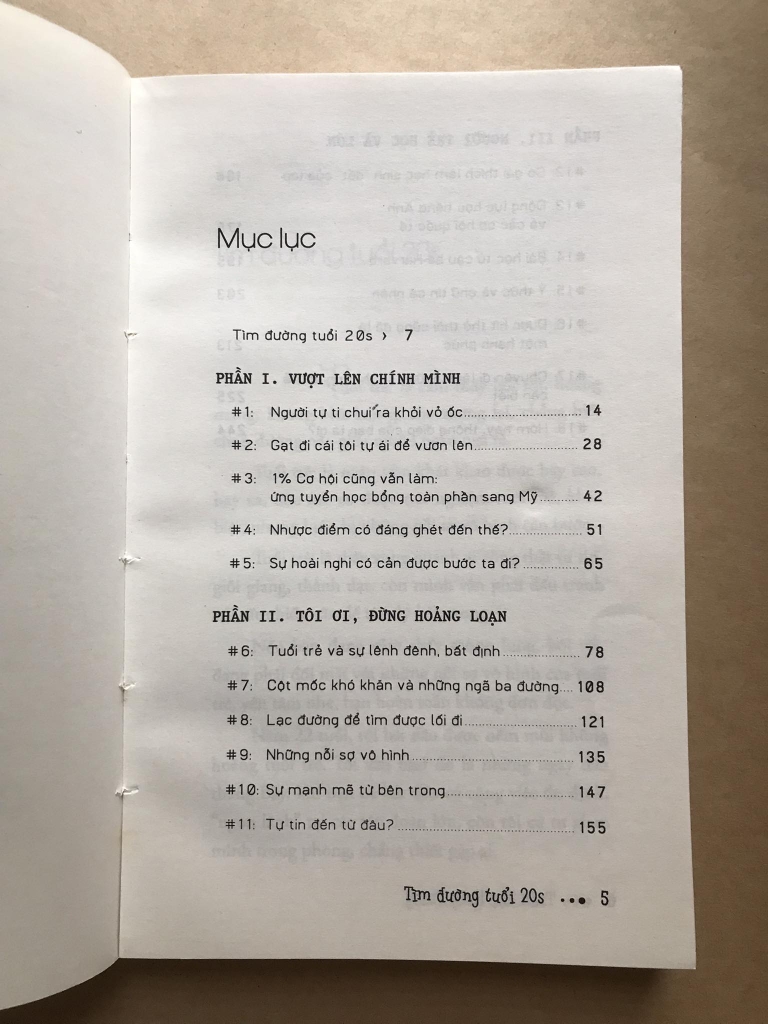 Mục lục
Tìm đường tuổi 20s › 7
PHẦN I. VƯỢT LÊN CHÍNH MÌNH
#1: Người tự ti chui ra khỏi vỏ ốc 14
#2: Gạt đi cái tôi tự ái để vươn lên 28
#3: 1% Cơ hội cũng vẫn làm:
ứng tuyển học bổng toàn phần sang Mỹ 42
#4: Nhược điểm có đáng ghét đến thế? 51
#5: Sự hoài nghi có cản được bước ta đi? 65
PHẦN II. TÔI ƠI, ĐỪNG HOẢNG LOẠN
#6: Tuổi trẻ và sự lênh đênh, bất định 78
#7: Cột mốc khó khăn và những ngã ba đường 108
#8: Lạc đường để tìm được lối đi 121
#9: Những nỗi sợ vô hình 135
#10: Sự mạnh mẽ từ bên trong 147
#11: Tự tin đến từ đâu? 155
Tìm đường tuổi 20s ... 5